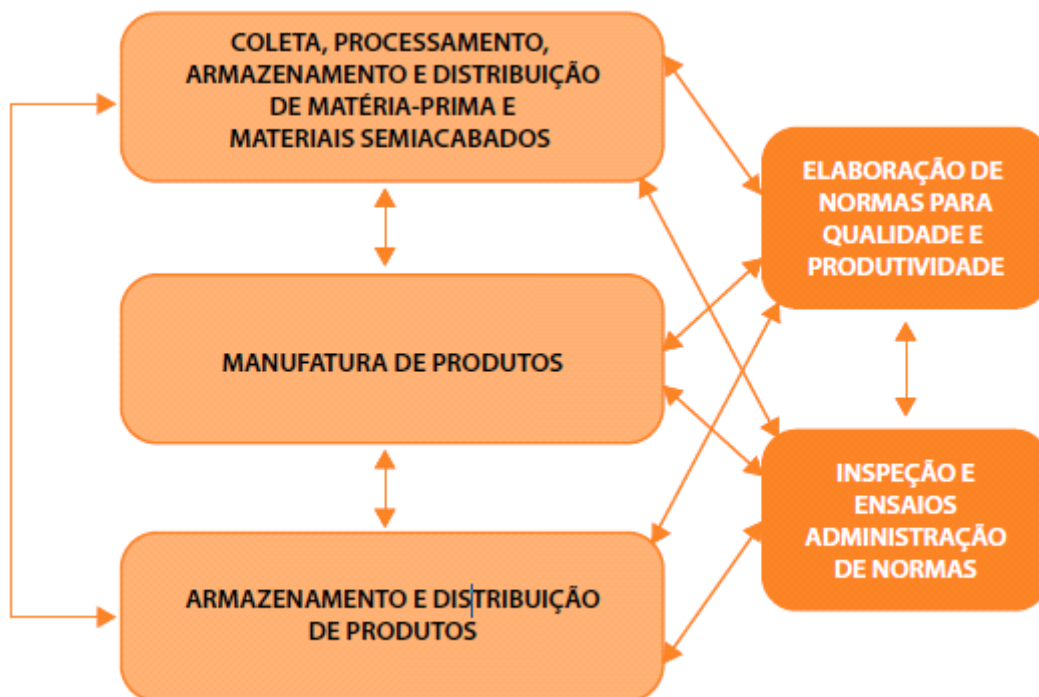 COLETA, PROCESSAMENTO,
ARMAZENAMENTO E DISTRIBUIÇÃO
DE MATÉRIA-PRIMA E
MATERIAIS SEMIACABADOS
ELABORAÇÃO DE
NORMAS PARA
QUALIDADE E
PRODUTIVIDADE
MANUFATURA DE PRODUTOS
INSPEÇÃO E
ENSAIOS
ADMINISTRAÇÃO
DE NORMAS
ARMAZENAMENTO E DISTRIBUIÇÃO
DE PRODUTOS